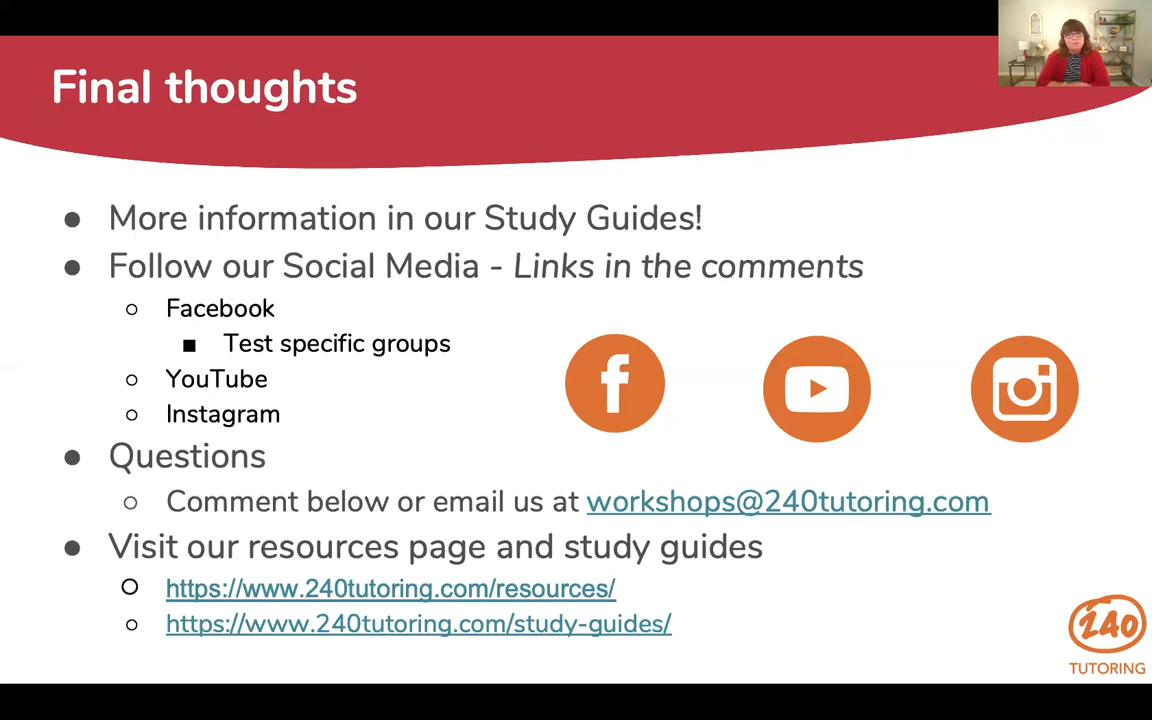 Final thoughts
More information in our Study Guides!
Follow our Social Media - Links in the comments
Facebook
Test specific groups
YouTube
Instagram
Questions
Comment below or email us at workshops@240tutoring.com
Visit our resources page and study guides
https://www.240tutoring.com/resources/
https://www.240tutoring.com/study-guides/
240
TUTORING